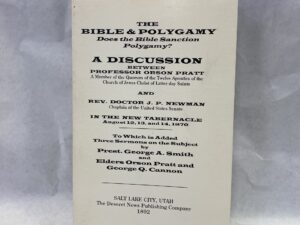 THE
BIBLE & POLYGAMY
Does the Bible Sanction
Polygamy?
A DISCUSSION
BETWEEN
PROFESSOR ORSON PRATT
A Member of the Quorum of the Twelve Apostles of the
Church of Jesus Christ of Latter-day Saints
AND
REV. DOCTOR J. P. NEWMAN
Chaplain of the United States Senate
IN THE NEW TABERNACLE
August 12, 13, and 14, 1870
To Which is Added
Three Sermons on the Subject
by
Prest. George A. Smith
and
Elders Orson Pratt and
George Q. Cannon
SALT LAKE CITY, UTAH
The Deseret News Publishing Company
1892